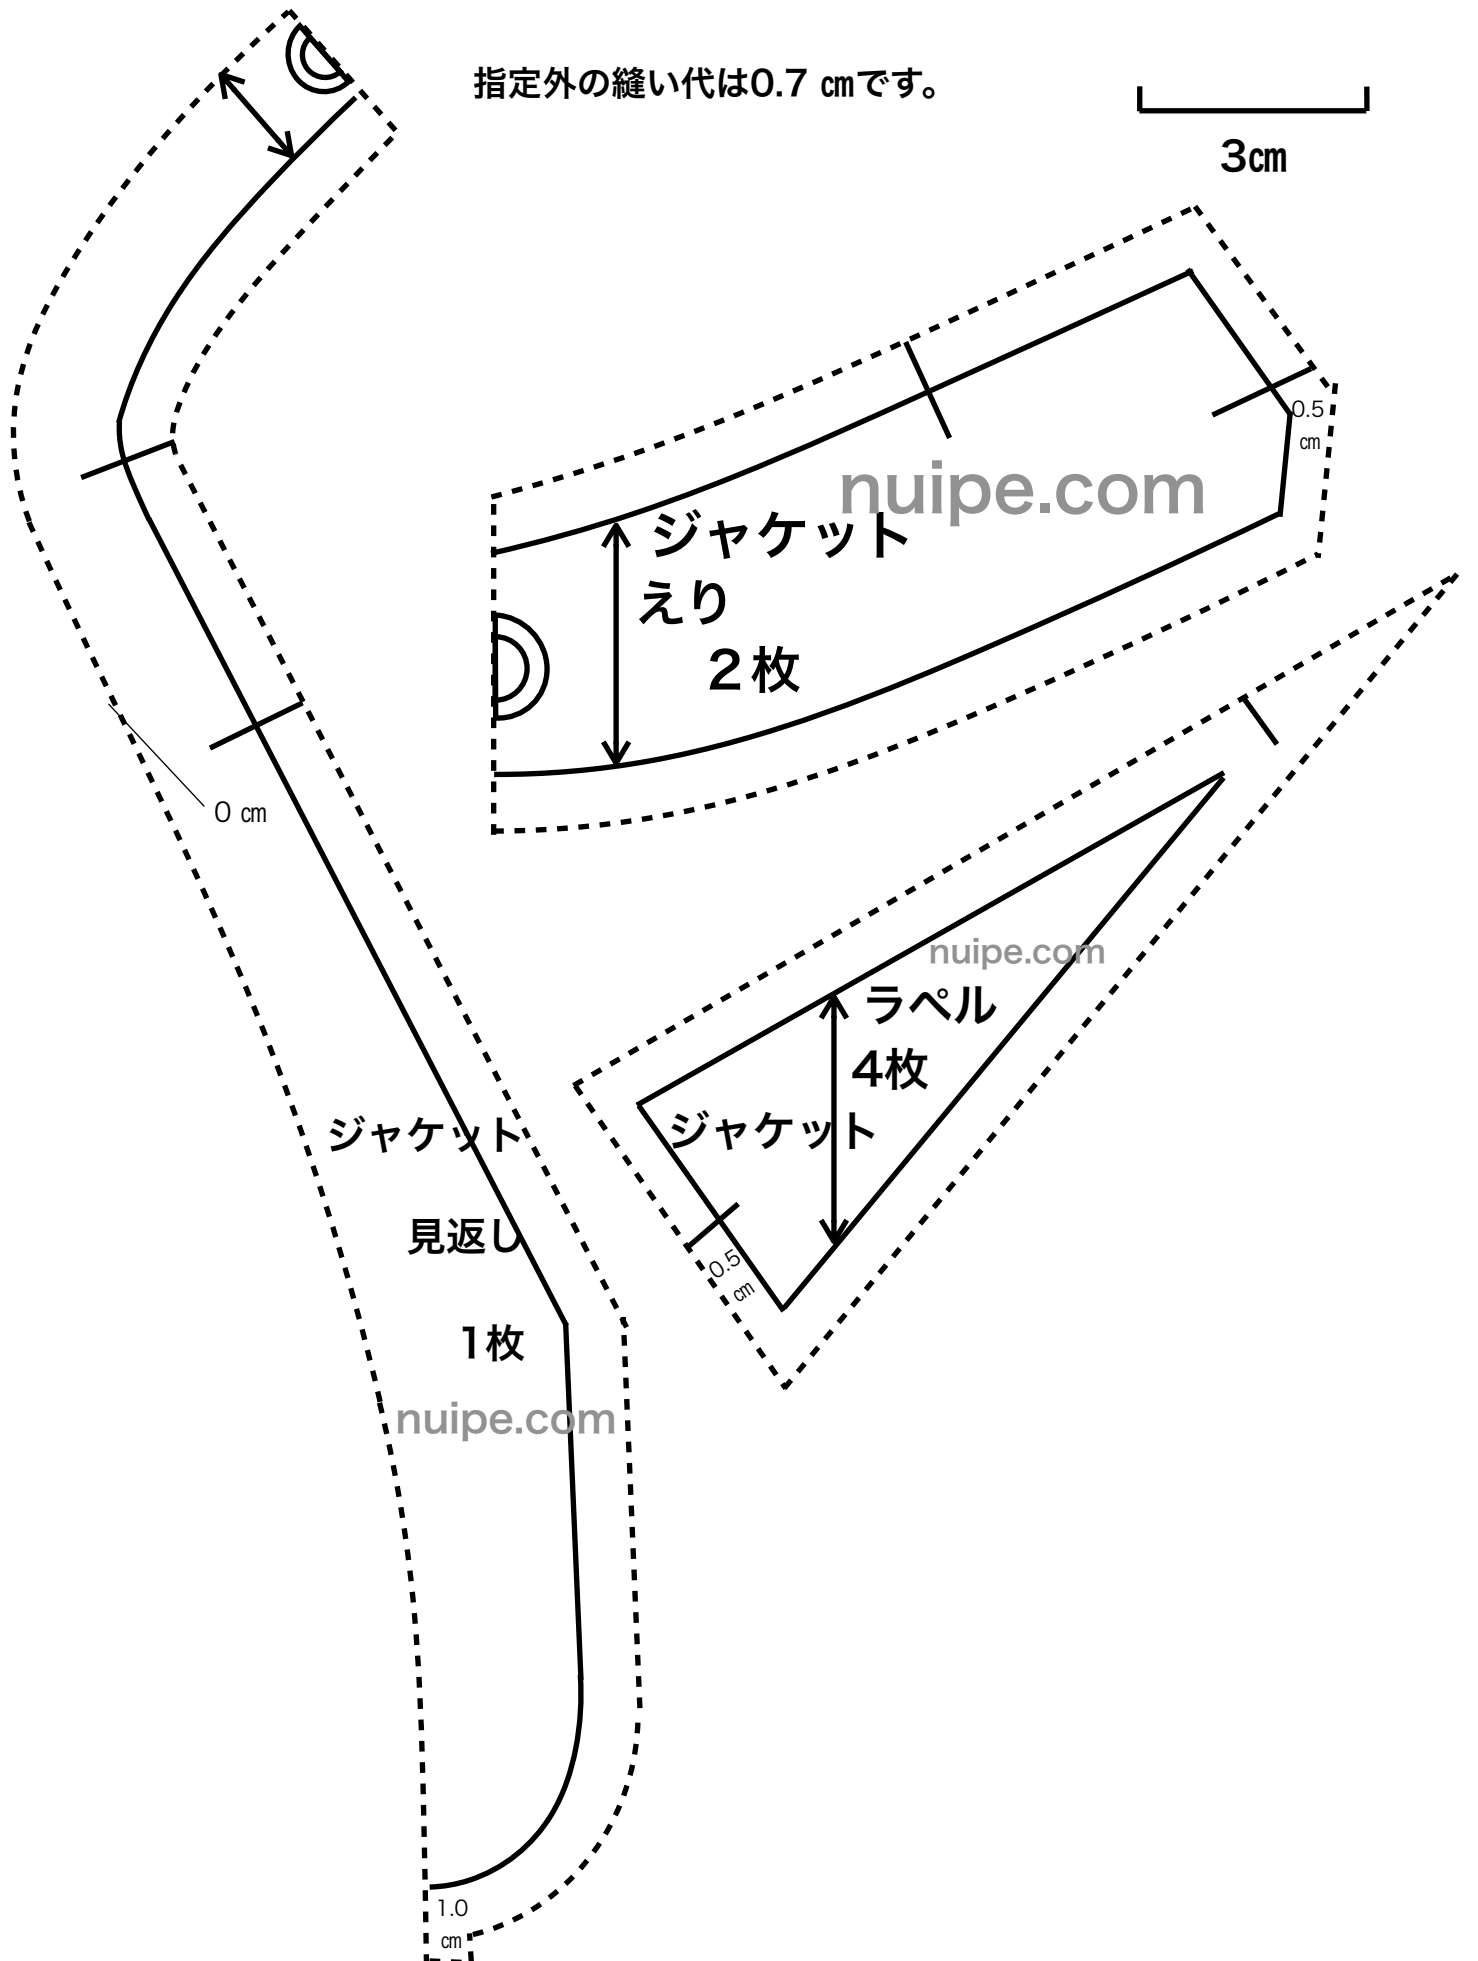 指定外の縫い代は0.7 ㎝です。
3㎝
0.5
㎝
nuipe.com
ジャケット
えり
2枚
0 ㎝
nuipe.com
ラペル
4枚
ジャケット
0.5
㎝
ジャケット
見返し
1枚
nuipe.com
1.0
㎝